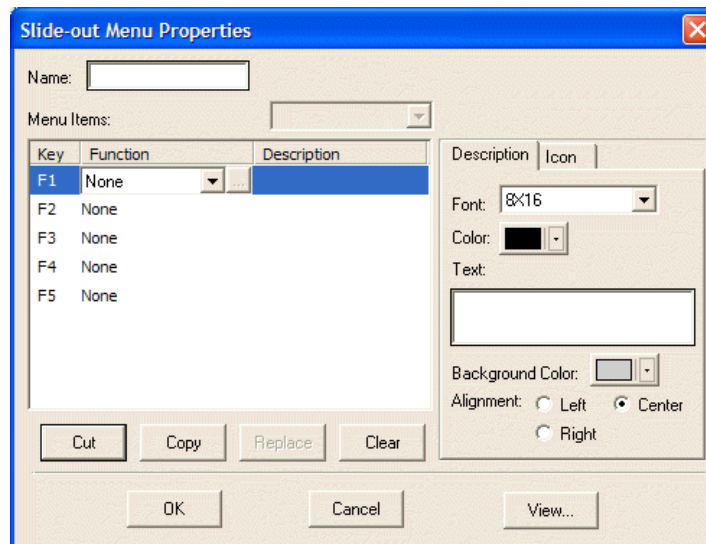 Slide-out Menu Properties
Name:
Menu Items:
Key Function Description
F1 None ...
F2 None
F3 None
F4 None
F5 None
Cut Copy Replace Clear
Description Icon
Font: 8X16
Color:
Text:
Background Color:
Alignment: Left Center
Right
OK Cancel View...